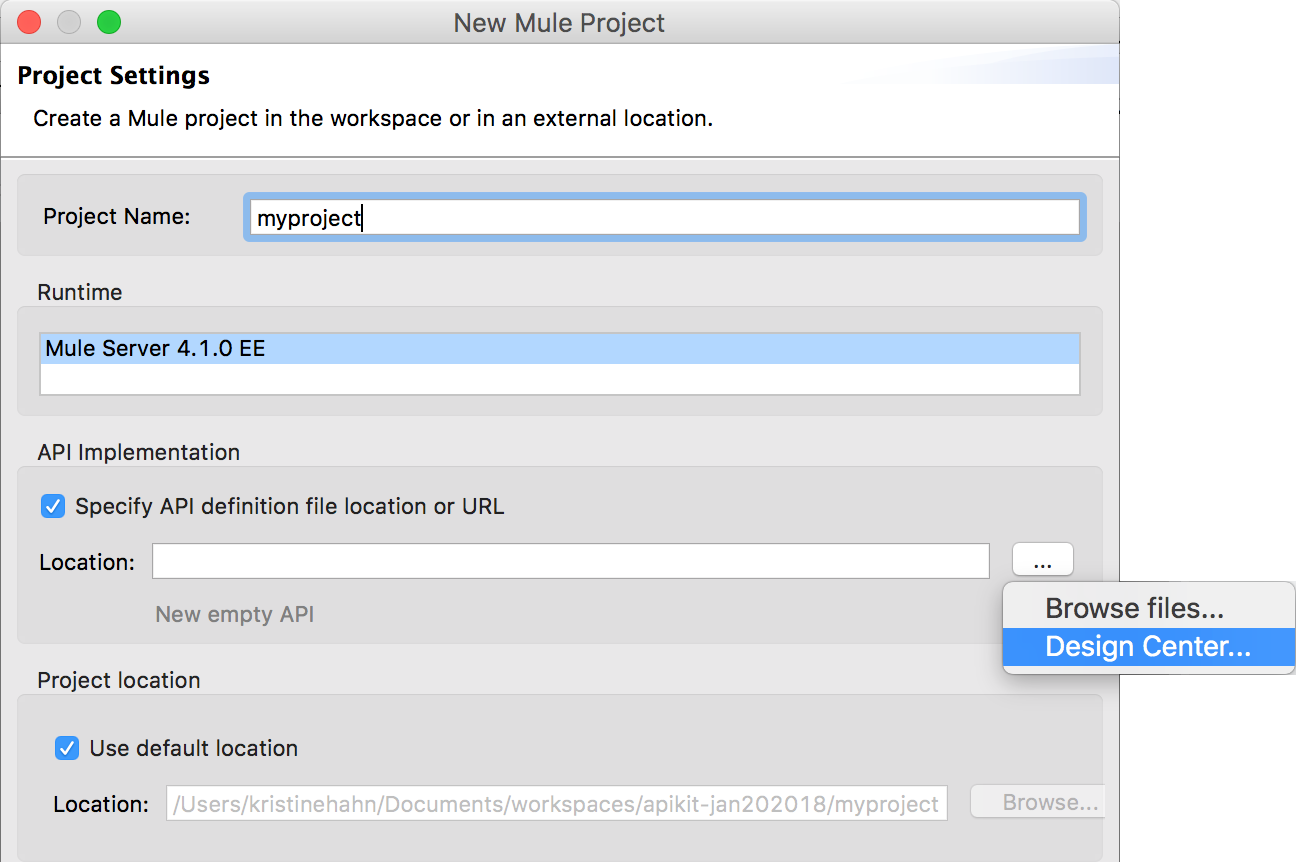 New Mule Project
Project Settings
Create a Mule project in the workspace or in an external location.
Project Name: myproject
Runtime
Mule Server 4.1.0 EE
API Implementation
Specify API definition file location or URL
Location: ...
New empty API
Browse files...
Design Center...
Project location
Use default location
Location: /Users/kristinehahn/Documents/workspaces/apikit-jan202018/myproject Browse...